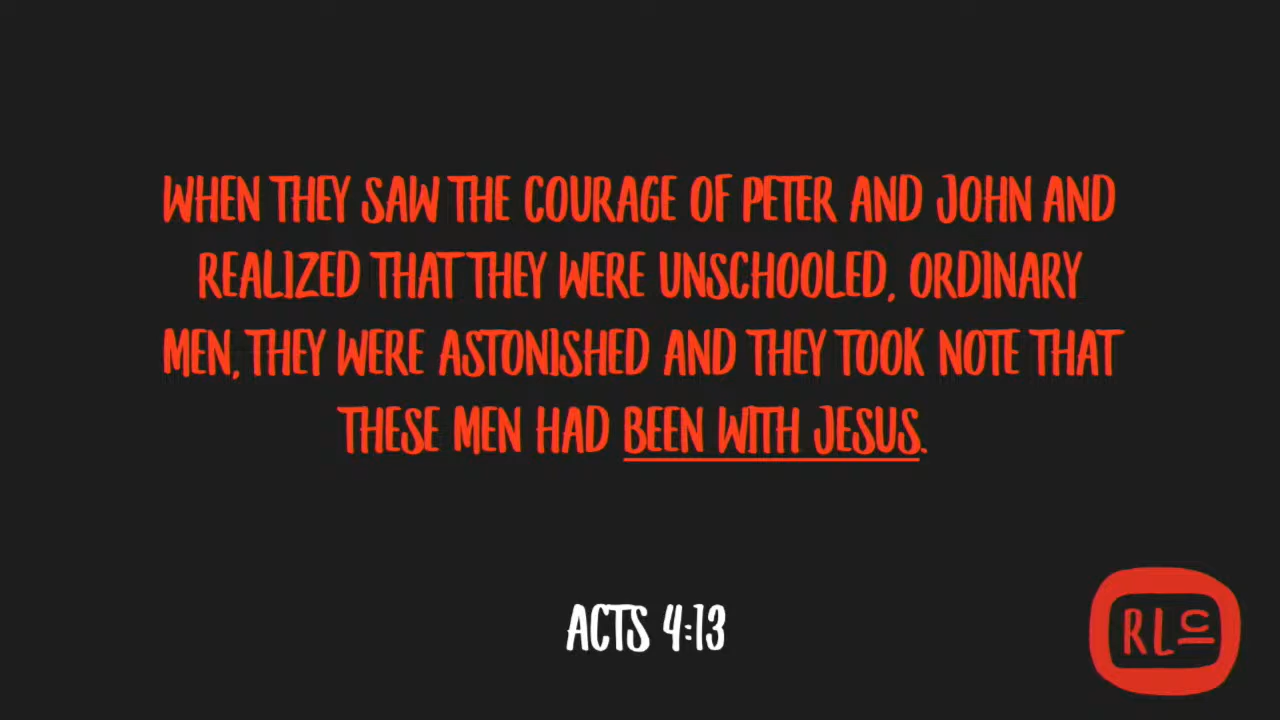 WHEN THEY SAW THE COURAGE OF PETER AND JOHN AND
REALIZED THAT THEY WERE UNSCHOOLED, ORDINARY
MEN, THEY WERE ASTONISHED AND THEY TOOK NOTE THAT
THESE MEN HAD BEEN WITH JESUS.
ACTS 4:13
RLC